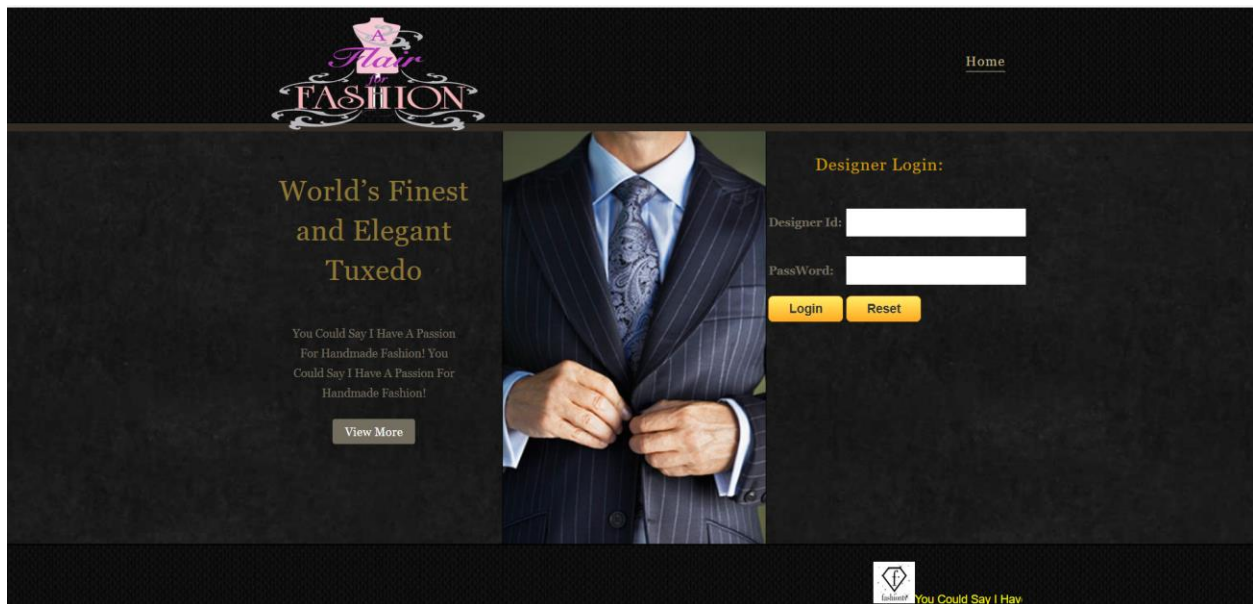 A
Flair
for
FASHION
Home
World's Finest
and Elegant
Tuxedo
You Could Say I Have A Passion
For Handmade Fashion! You
Could Say I Have A Passion For
Handmade Fashion!
View More
Designer Login:
Designer Id:
PassWord:
Login Reset
f
fashiontv
You Could Say I Hav